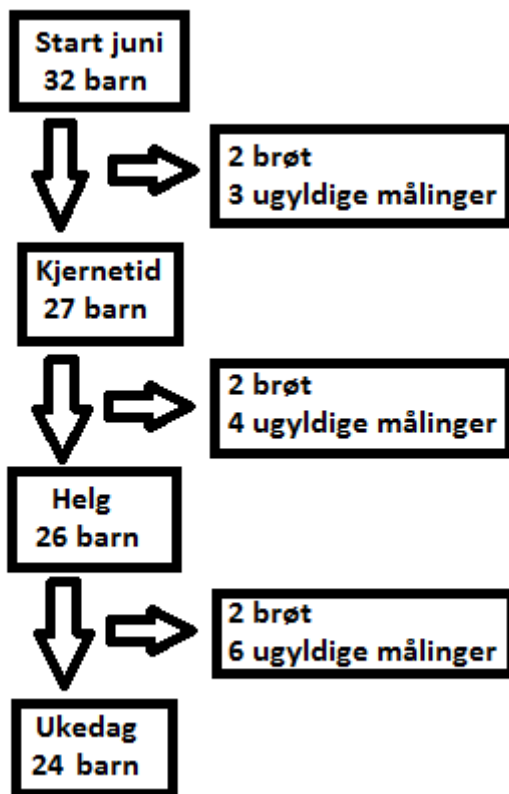 Start juni
32 barn
2 brøt
3 ugyldige målinger
Kjernetid
27 barn
2 brøt
4 ugyldige målinger
Helg
26 barn
2 brøt
6 ugyldige målinger
Ukedag
24 barn